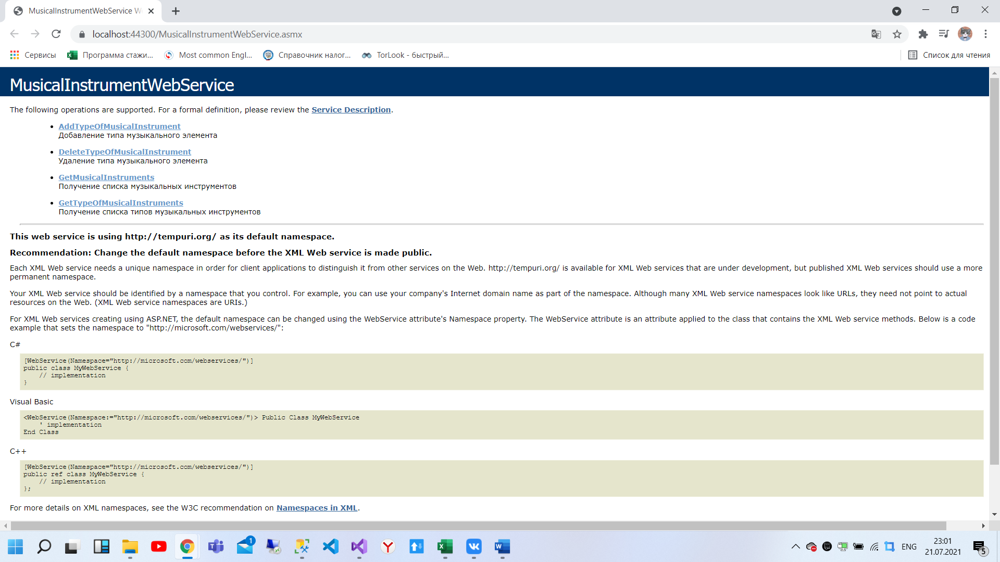 MusicalInstrumentWebService W
localhost:44300/MusicalInstrumentWebService.asmx
Сервисы
Программа стажи...
Most common Engl...
Справочник налог...
TorLook - быстрый...
Список для чтения
MusicalInstrumentWebService
The following operations are supported. For a formal definition, please review the Service Description.
AddTypeOfMusicalInstrument
Добавление типа музыкального элемента
DeleteTypeOfMusicalInstrument
Удаление типа музыкального элемента
GetMusicalInstruments
Получение списка музыкальных инструментов
GetTypeOfMusicalInstruments
Получение списка типов музыкальных инструментов
This web service is using http://tempuri.org/ as its default namespace.
Recommendation: Change the default namespace before the XML Web service is made public.
Each XML Web service needs a unique namespace in order for client applications to distinguish it from other services on the Web. http://tempuri.org/ is available for XML Web services that are under development, but published XML Web services should use a more
permanent namespace.
Your XML Web service should be identified by a namespace that you control. For example, you can use your company's Internet domain name as part of the namespace. Although many XML Web service namespaces look like URLs, they need not point to actual
resources on the Web. (XML Web service namespaces are URIs.)
For XML Web services creating using ASP.NET, the default namespace can be changed using the WebService attribute's Namespace property. The WebService attribute is an attribute applied to the class that contains the XML Web service methods. Below is a code
example that sets the namespace to "http://microsoft.com/webservices/":
C#
[WebService(Namespace="http://microsoft.com/webservices/")]
public class MyWebService {
// implementation
}
Visual Basic
<WebService(Namespace:="http://microsoft.com/webservices/")> Public Class MyWebService
' implementation
End Class
C++
[WebService(Namespace="http://microsoft.com/webservices/")]
public ref class MyWebService {
// implementation
};
For more details on XML namespaces, see the W3C recommendation on Namespaces in XML.
1
ENG
23:01
21.07.2021
5